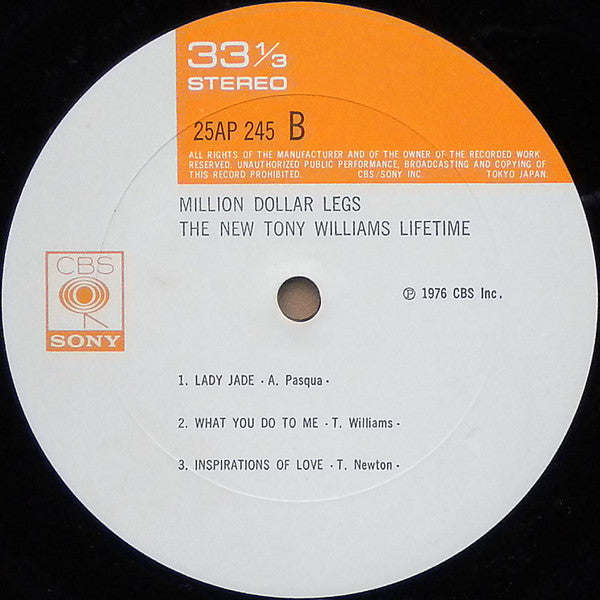 33 1/3
STEREO
25AP 245 B
ALL RIGHTS OF THE MANUFACTURER AND OF THE OWNER OF THE RECORDED WORK
RESERVED. UNAUTHORIZED PUBLIC PERFORMANCE, BROADCASTING AND COPYING OF
THIS RECORD PROHIBITED. CBS/SONY INC. TOKYO JAPAN.
MILLION DOLLAR LEGS
THE NEW TONY WILLIAMS LIFETIME
CBS
SONY
℗ 1976 CBS Inc.
1. LADY JADE · A. Pasqua ·
2. WHAT YOU DO TO ME · T. Williams ·
3. INSPIRATIONS OF LOVE · T. Newton ·